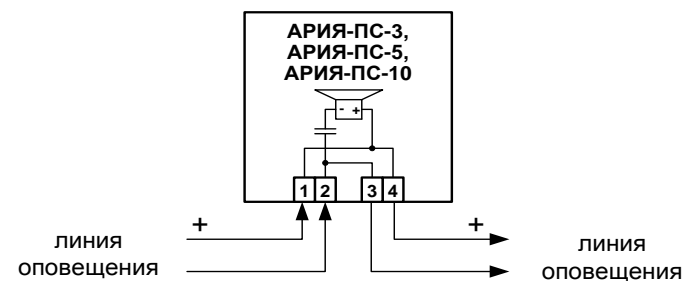 АРИЯ-ПС-3,
АРИЯ-ПС-5,
АРИЯ-ПС-10
- +
1 2 3 4
+ +
линия
оповещения
линия
оповещения